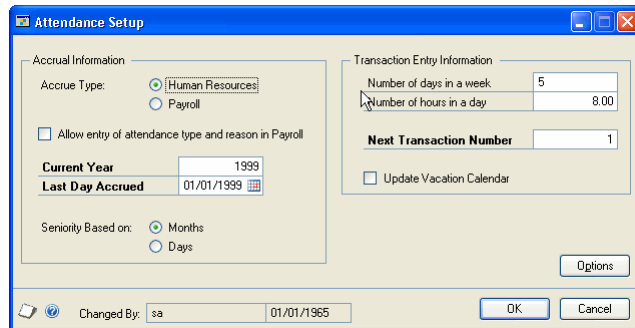 Attendance Setup
Accrual Information
Accrue Type:
Human Resources
Payroll
Allow entry of attendance type and reason in Payroll
Current Year 1999
Last Day Accrued 01/01/1999
Seniority Based on:
Months
Days
Transaction Entry Information
Number of days in a week 5
Number of hours in a day 8.00
Next Transaction Number 1
Update Vacation Calendar
Options
Changed By: sa 01/01/1965
OK
Cancel